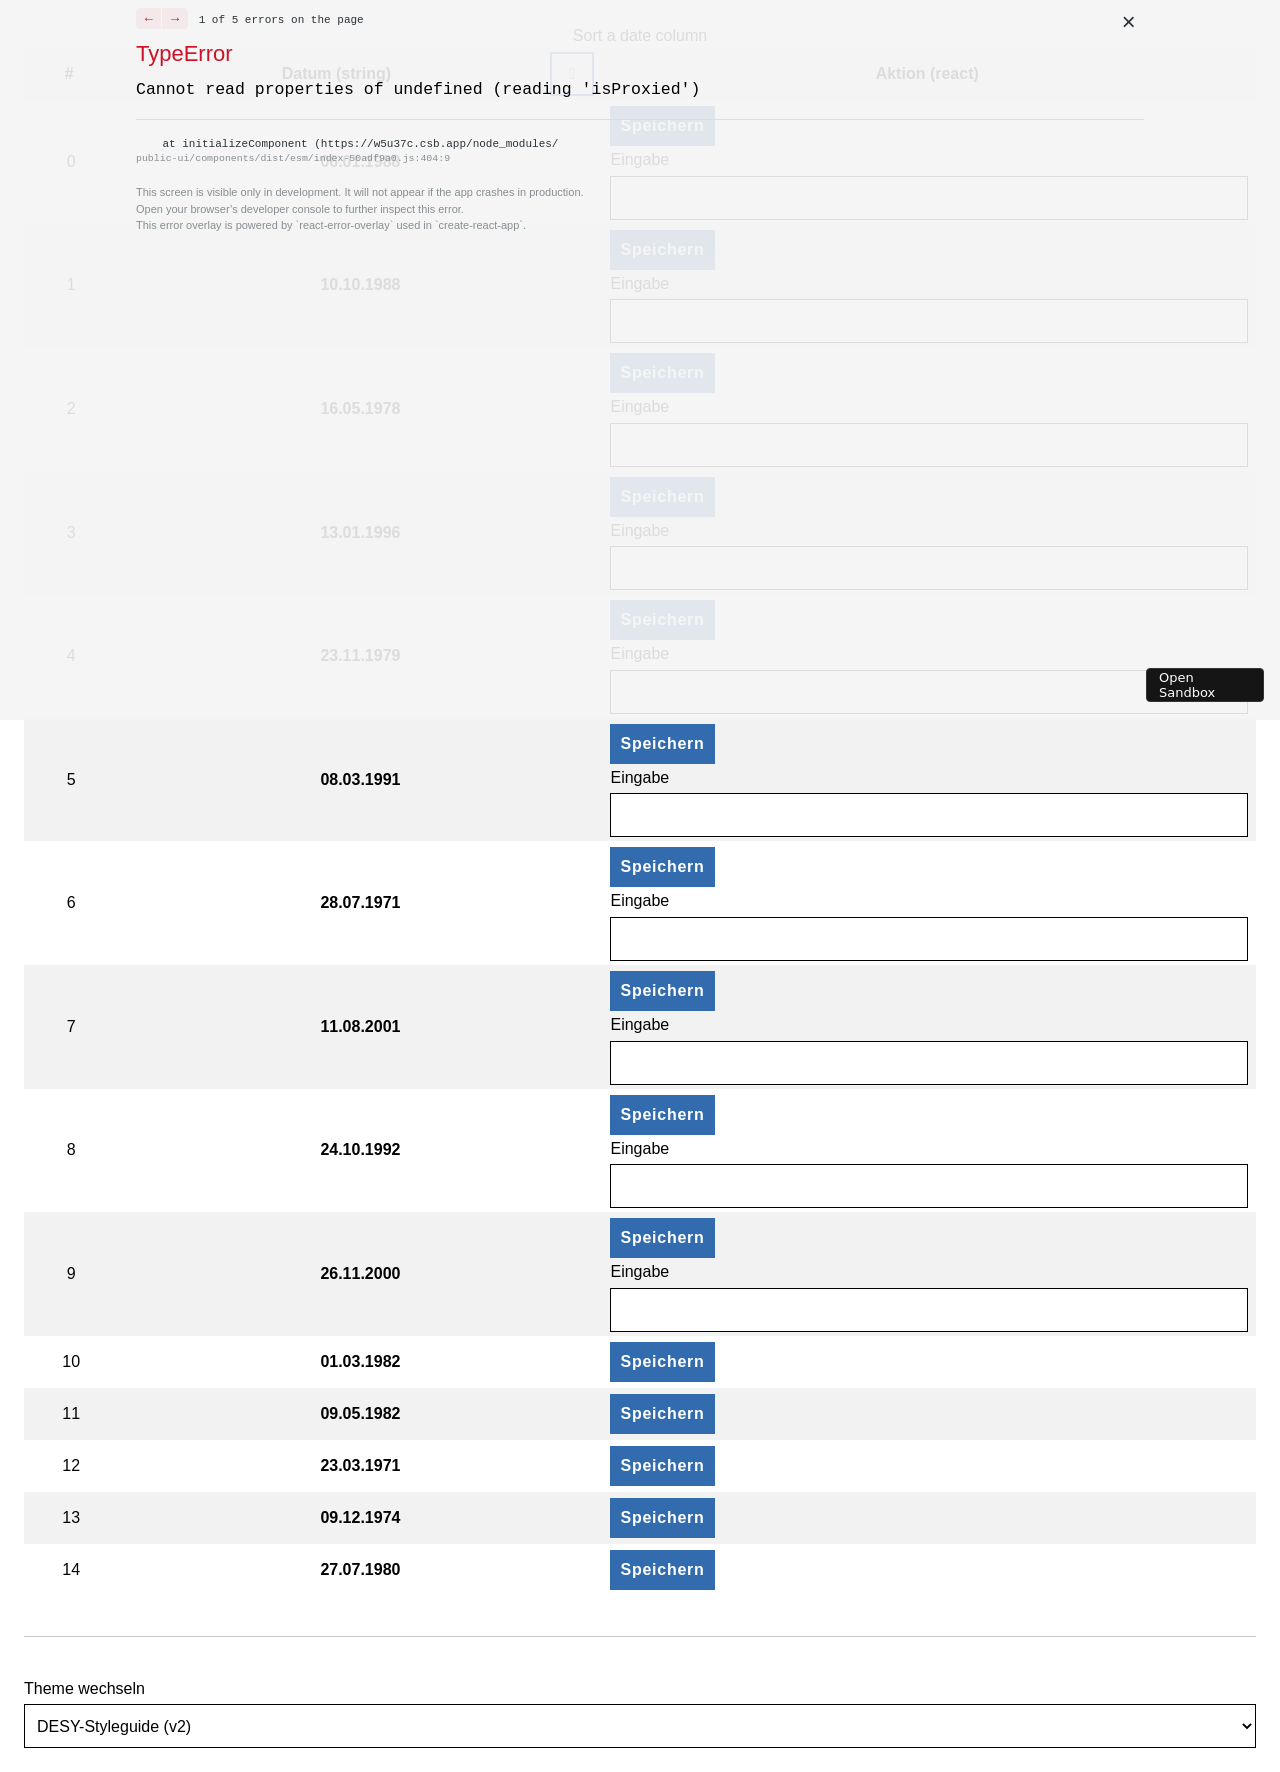 ← → 1 of 5 errors on the page ✕
Sort a date column
TypeError
# Datum (string) Aktion (react)
Cannot read properties of undefined (reading 'isProxied')
Speichern
at initializeComponent (https://w5u37c.csb.app/node_modules/
public-ui/components/dist/esm/index-50adf9a0.js:404:9
0
Eingabe
This screen is visible only in development. It will not appear if the app crashes in production.
Open your browser’s developer console to further inspect this error.
This error overlay is powered by `react-error-overlay` used in `create-react-app`.
Speichern
1 10.10.1988
Eingabe
Speichern
2 16.05.1978
Eingabe
Speichern
3 13.01.1996
Eingabe
Speichern
4 23.11.1979
Eingabe
Open
Sandbox
Speichern
5 08.03.1991
Eingabe
Speichern
6 28.07.1971
Eingabe
Speichern
7 11.08.2001
Eingabe
Speichern
8 24.10.1992
Eingabe
Speichern
9 26.11.2000
Eingabe
10 01.03.1982 Speichern
11 09.05.1982 Speichern
12 23.03.1971 Speichern
13 09.12.1974 Speichern
14 27.07.1980 Speichern
Theme wechseln
DESY-Styleguide (v2)